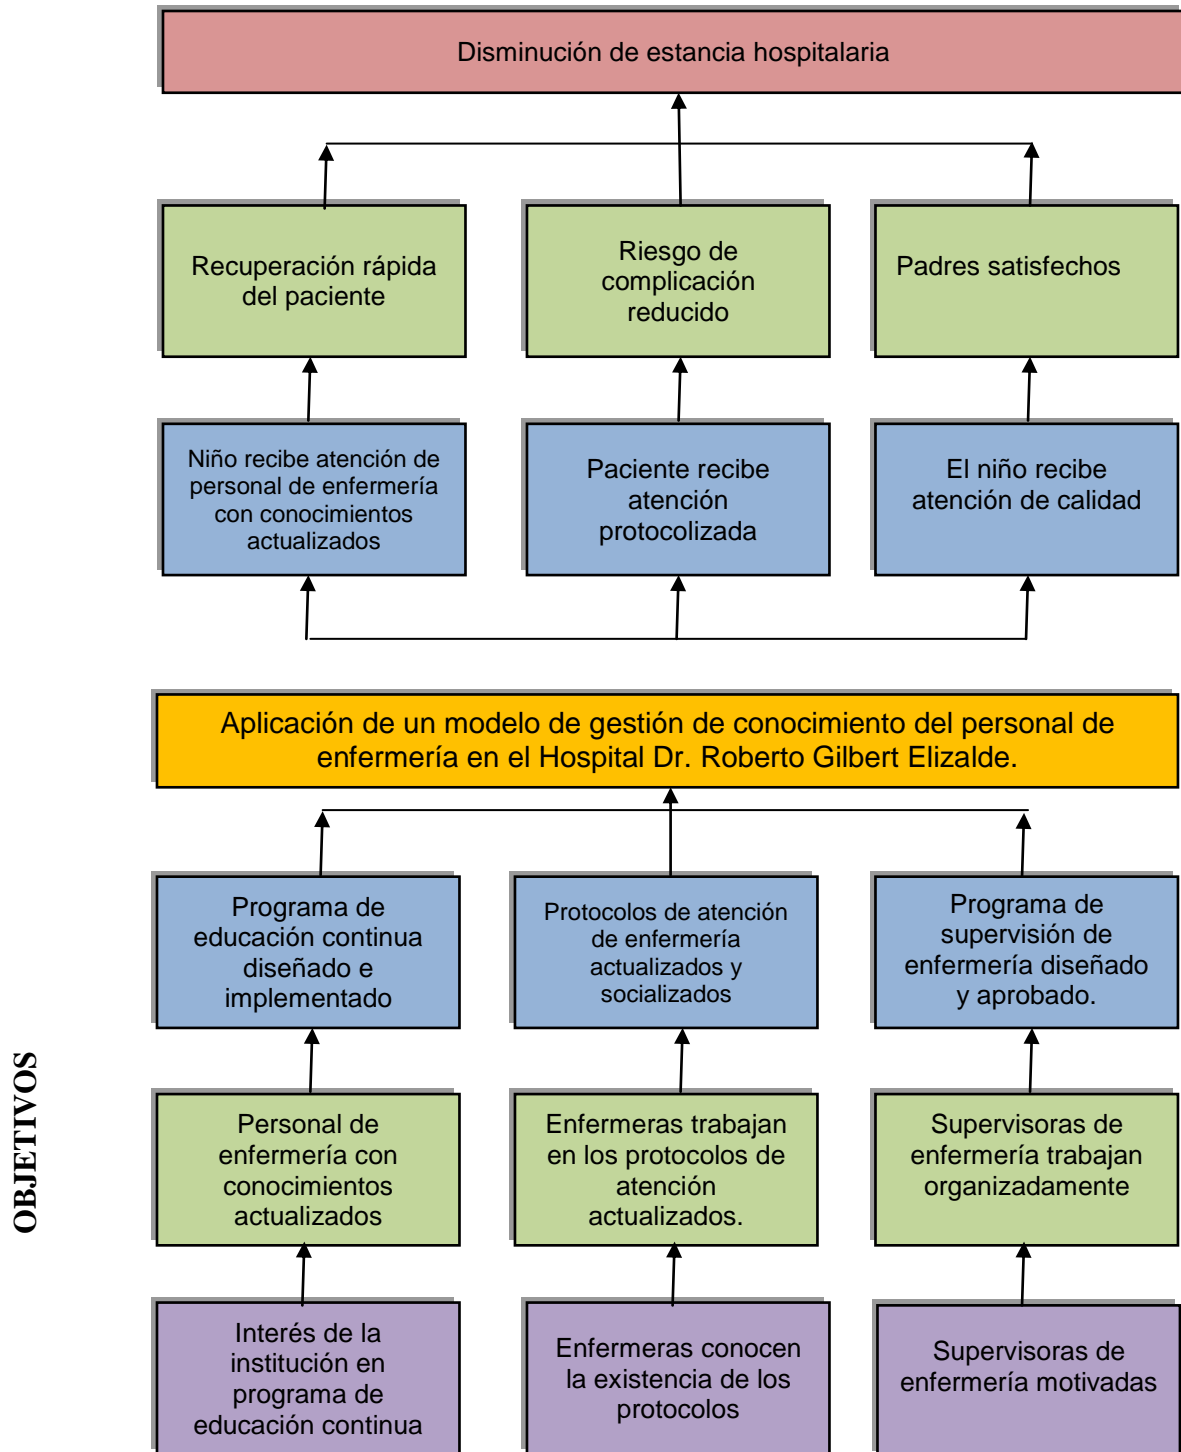 Disminución de estancia hospitalaria
Recuperación rápida
del paciente
Riesgo de
complicación
reducido
Padres satisfechos
Niño recibe atención de
personal de enfermería
con conocimientos
actualizados
Paciente recibe
atención
protocolizada
El niño recibe
atención de calidad
Aplicación de un modelo de gestión de conocimiento del personal de
enfermería en el Hospital Dr. Roberto Gilbert Elizalde.
Programa de
educación continua
diseñado e
implementado
Protocolos de atención
de enfermería
actualizados y
socializados
Programa de
supervisión de
enfermería diseñado
y aprobado.
OBJETIVOS
Personal de
enfermería con
conocimientos
actualizados
Enfermeras trabajan
en los protocolos de
atención
actualizados.
Supervisoras de
enfermería trabajan
organizadamente
Interés de la
institución en
programa de
educación continua
Enfermeras conocen
la existencia de los
protocolos
Supervisoras de
enfermería motivadas